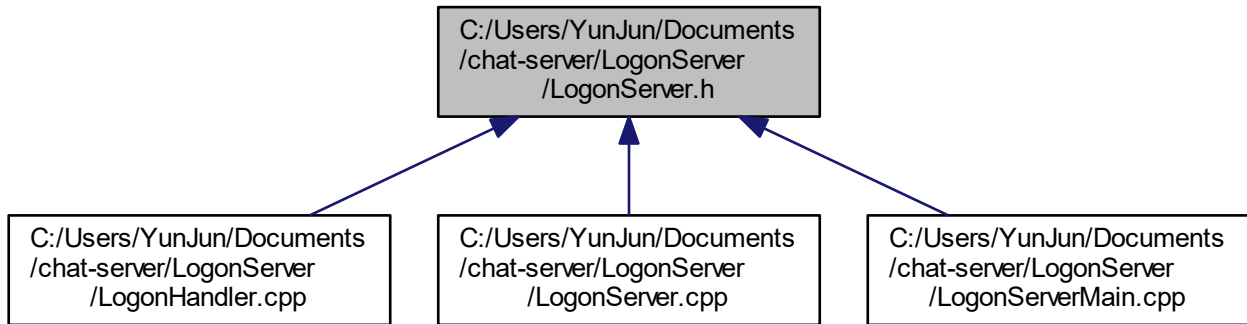 C:/Users/YunJun/Documents
/chat-server/LogonServer
/LogonServer.h
C:/Users/YunJun/Documents
/chat-server/LogonServer
/LogonHandler.cpp
C:/Users/YunJun/Documents
/chat-server/LogonServer
/LogonServer.cpp
C:/Users/YunJun/Documents
/chat-server/LogonServer
/LogonServerMain.cpp